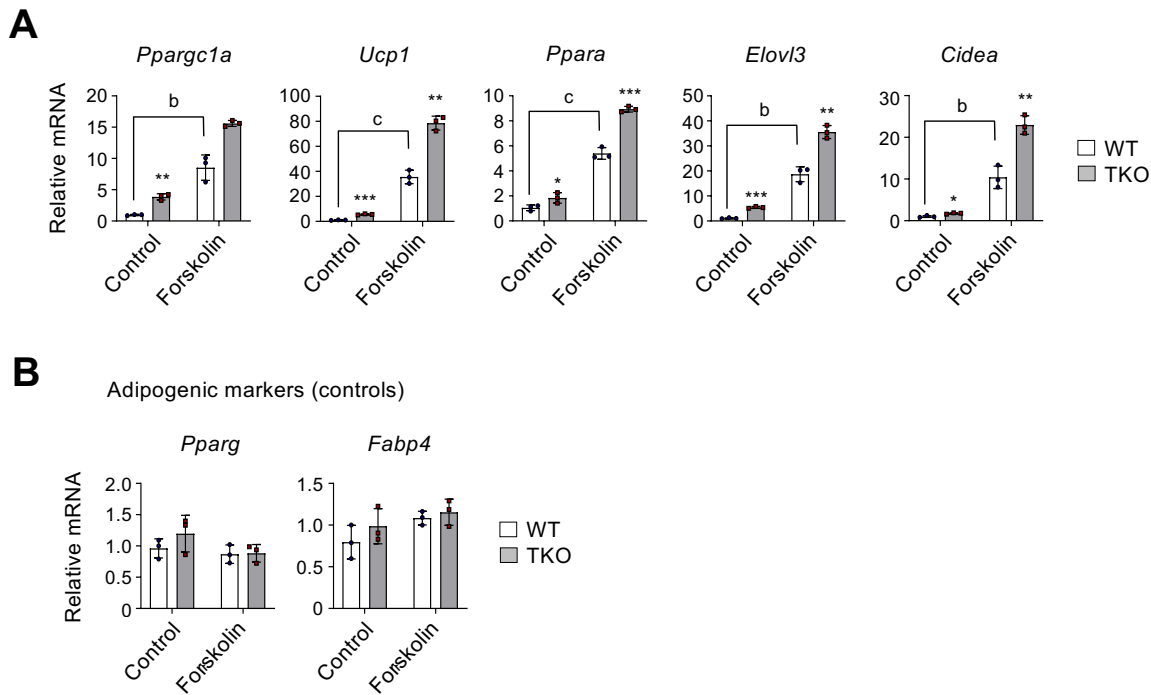 A
Ppargc1a Ucp1 Ppara Elovl3 Cidea
Relative mRNA
20
15
10
5
0
b
**
Control
Forskolin
100
80
60
40
20
0
c
***
**
Control
Forskolin
10
8
6
4
2
0
c
*
***
Control
Forskolin
50
40
30
20
10
0
b
***
**
Control
Forskolin
30
20
10
0
b
*
**
Control
Forskolin
WT
TKO
B
Adipogenic markers (controls)
Pparg Fabp4
Relative mRNA
2.0
1.5
1.0
0.5
0
Control
Forskolin
1.5
1.0
0.5
0
Control
Forskolin
WT
TKO